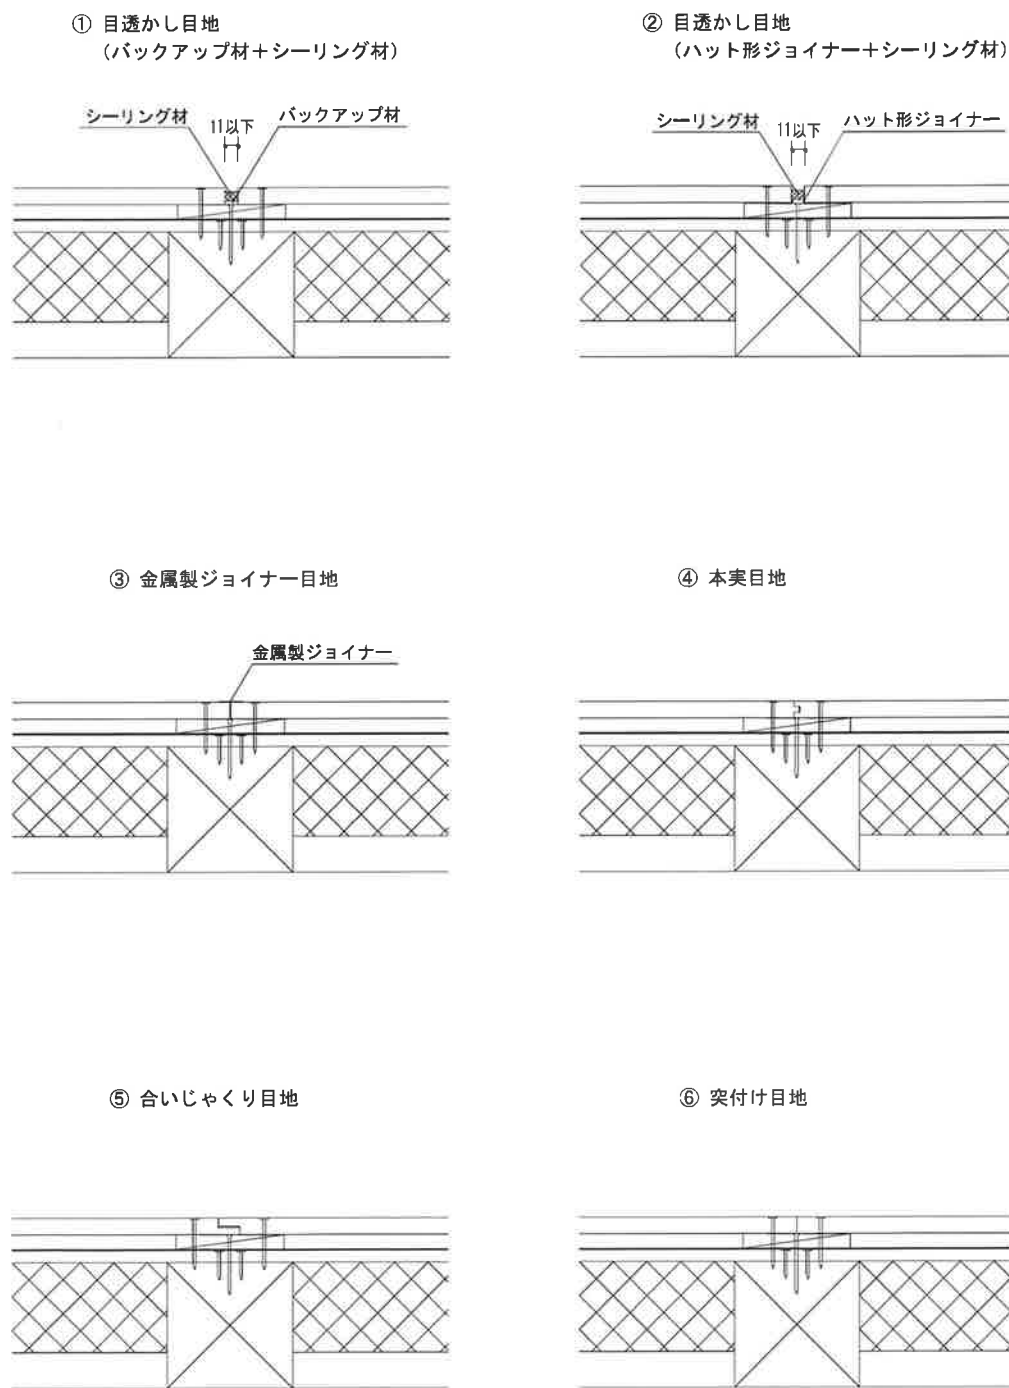 ① 目透かし目地
(バックアップ材+シーリング材)
シーリング材
11以下
バックアップ材
② 目透かし目地
(ハット形ジョイナー+シーリング材)
シーリング材
11以下
ハット形ジョイナー
③ 金属製ジョイナー目地
金属製ジョイナー
④ 本実目地
⑤ 合いじゃくり目地
⑥ 突付け目地